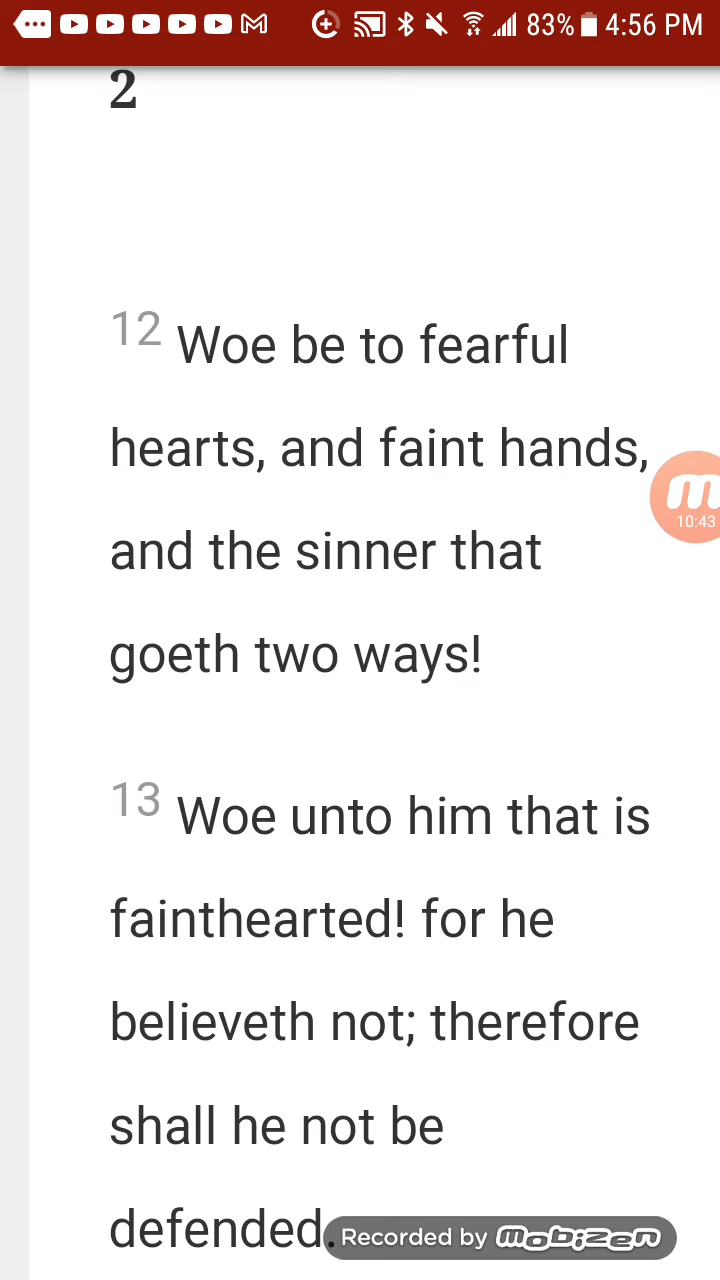 83% 4:56 PM
2
12 Woe be to fearful
hearts, and faint hands,
10:43
and the sinner that
goeth two ways!
13 Woe unto him that is
fainthearted! for he
believeth not; therefore
shall he not be
defended.
Recorded by mobizen